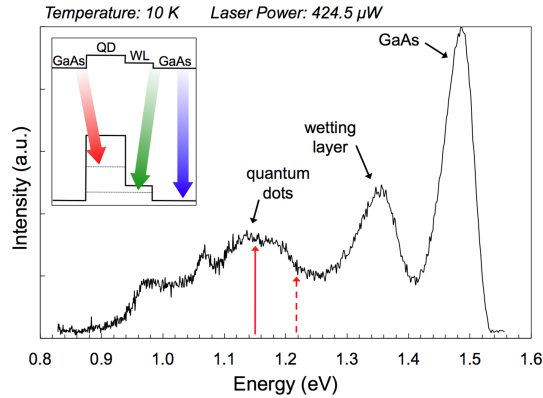 Temperature: 10 K Laser Power: 424.5 µW
QD
GaAs WL GaAs
GaAs
wetting
layer
quantum
dots
Intensity (a.u.)
0.8 0.9 1.0 1.1 1.2 1.3 1.4 1.5 1.6
Energy (eV)